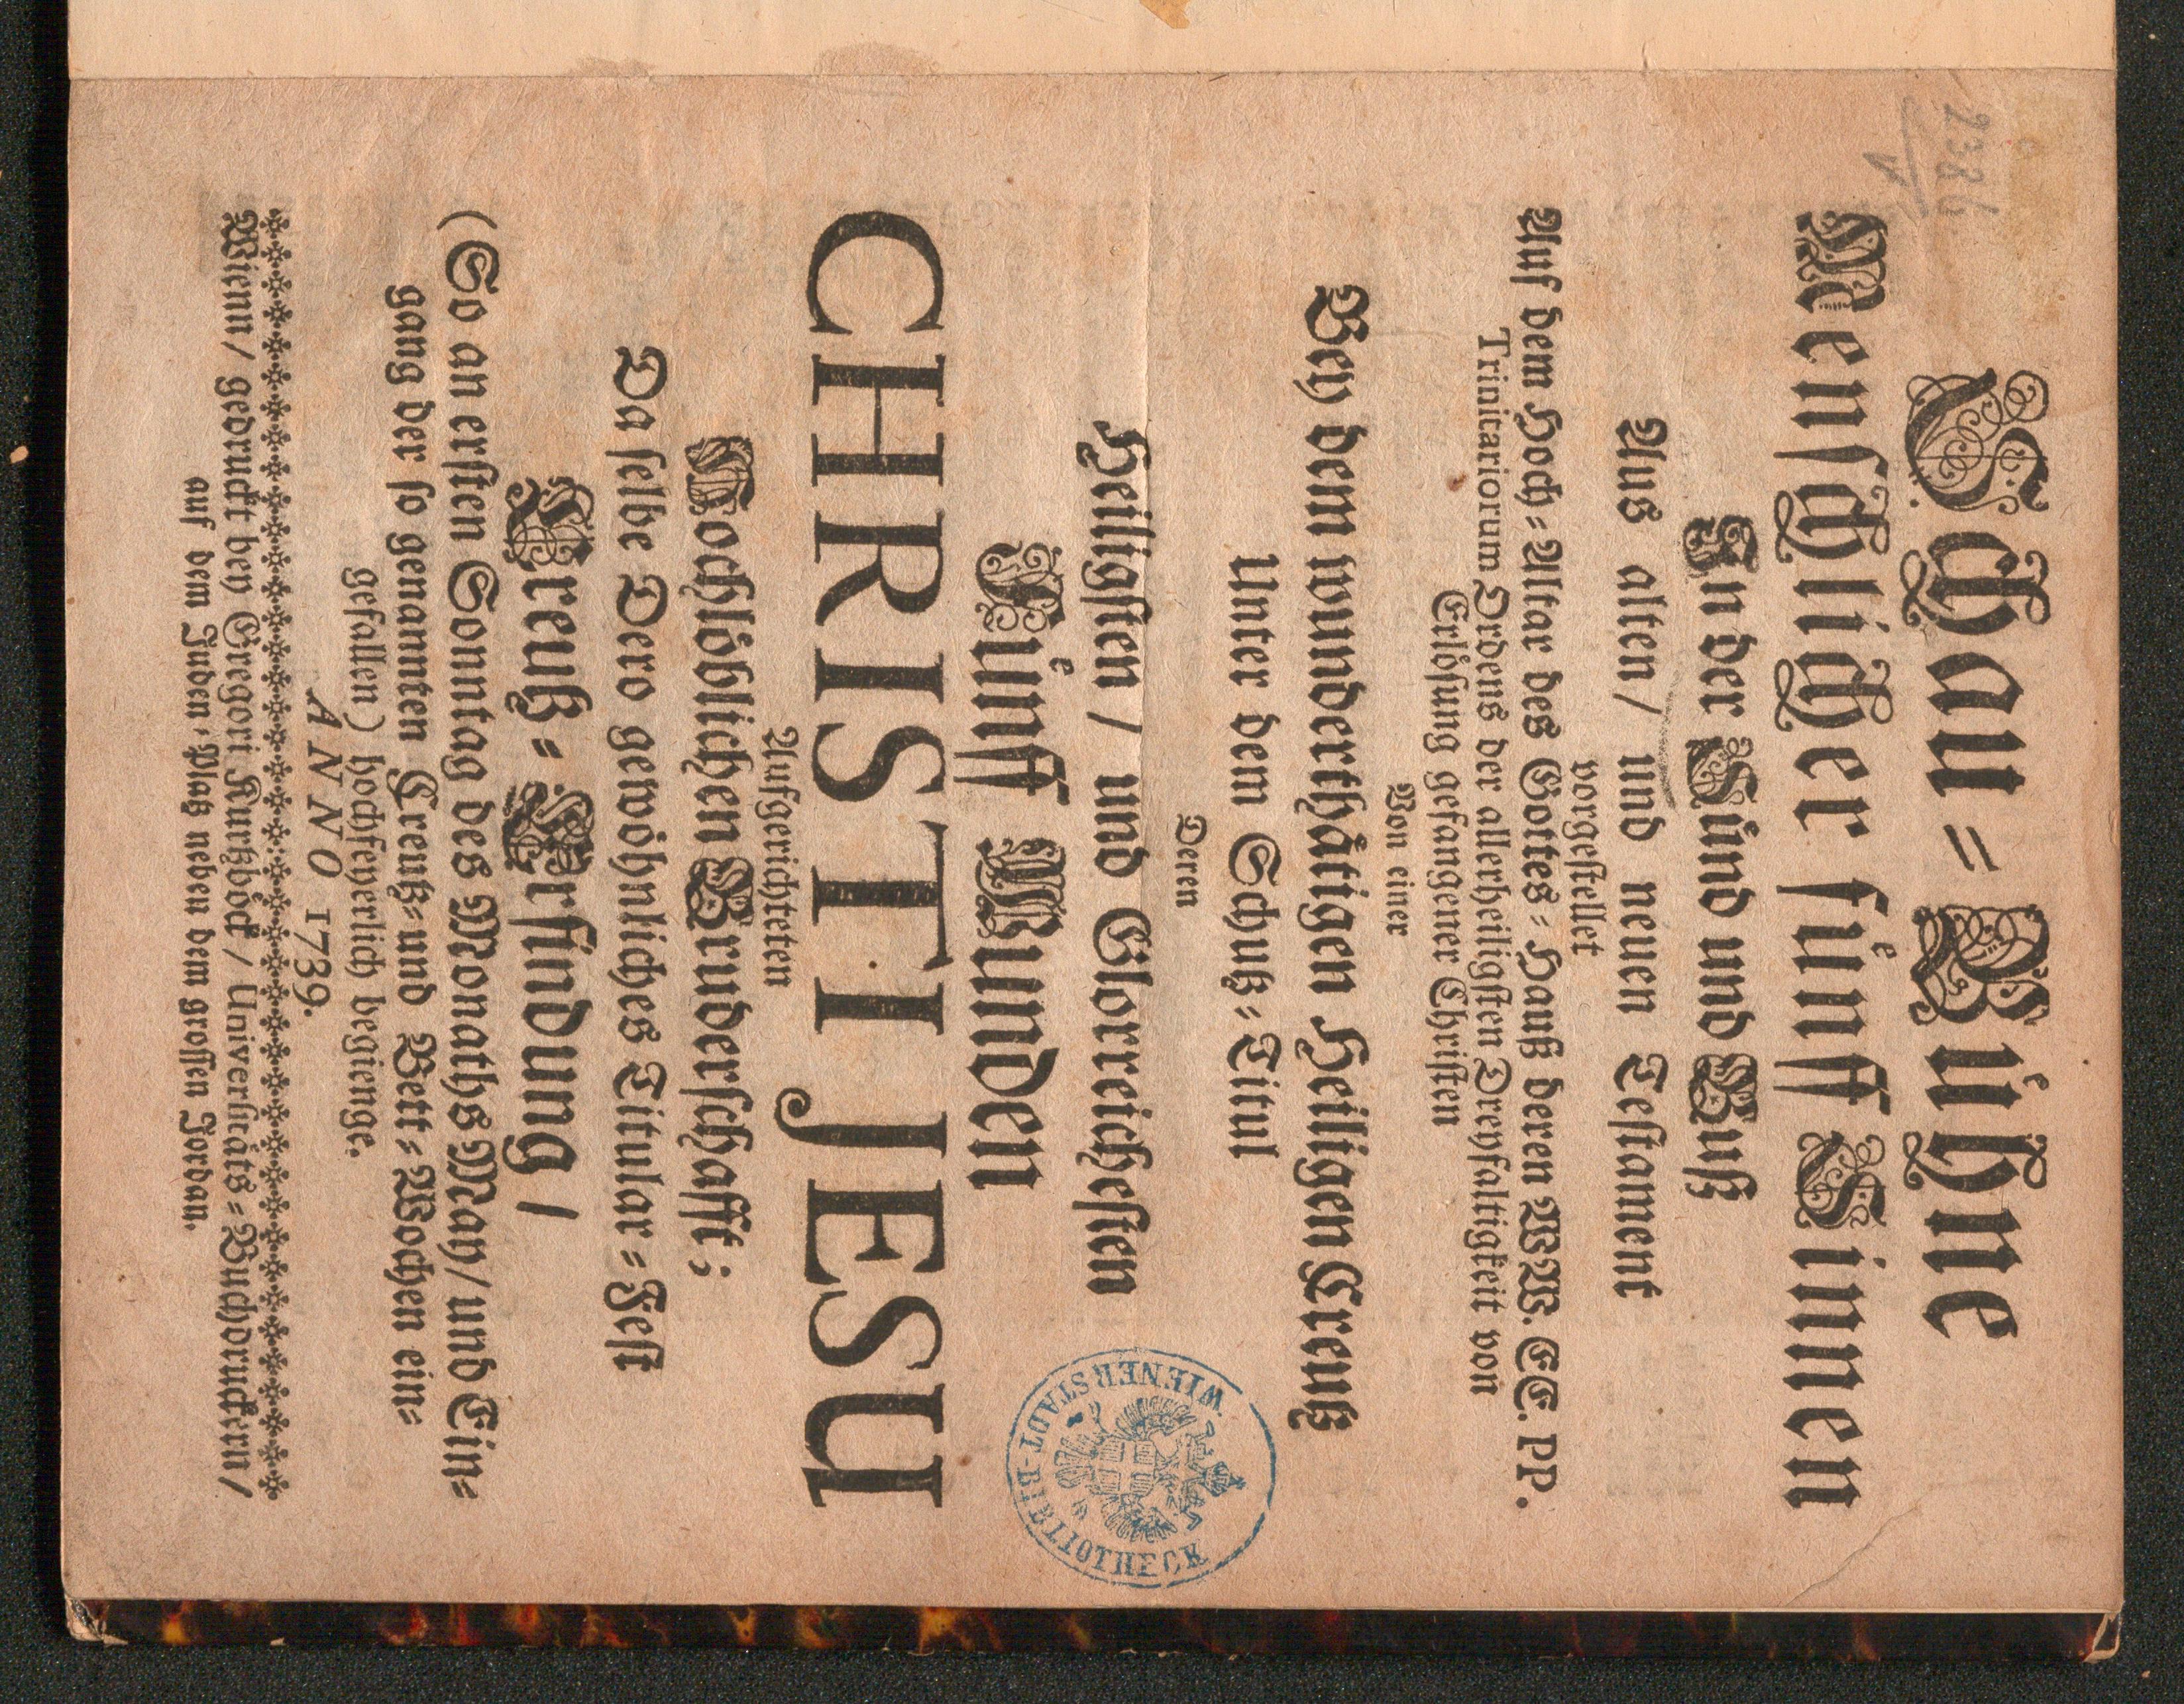 2386
V
Schau-Bühne
Menschlicher fünff Sinnen
In der Sünd und Buß
Aus alten / und neuen Testament
vorgestellet
Auf dem Hoch-Altar des Gottes-Hauß deren WW. EE. PP.
Trinitariorum Ordens der allerheiligsten Dreyfaltigkeit von
Erlösung gefangener Christen
Von einer
Bey dem wunderthätigen Heiligen Creutz
Unter dem Schutz-Titul
Deren
Heiligsten / und Glorreichesten
Fünff Wunden
CHRISTI JESU
Aufgerichteten
Hochlöblichen Bruderschafft;
Da selbe Dero gewöhnliches Titular-Fest
Kreutz-Erfindung /
(So an ersten Sonntag des Monaths May / und Ein-
gang der so genannten Creutz- und Bett-Wochen ein-
gefallen) hochfeyerlich begienge.
ANNO 1739.
Wienn / gedruckt bey Gregori Kurtzböck / Universitäts-Buchdruckern /
auf dem Juden-Platz neben dem grossen Jordan.
WIENER STADT-BIBLIOTHECK